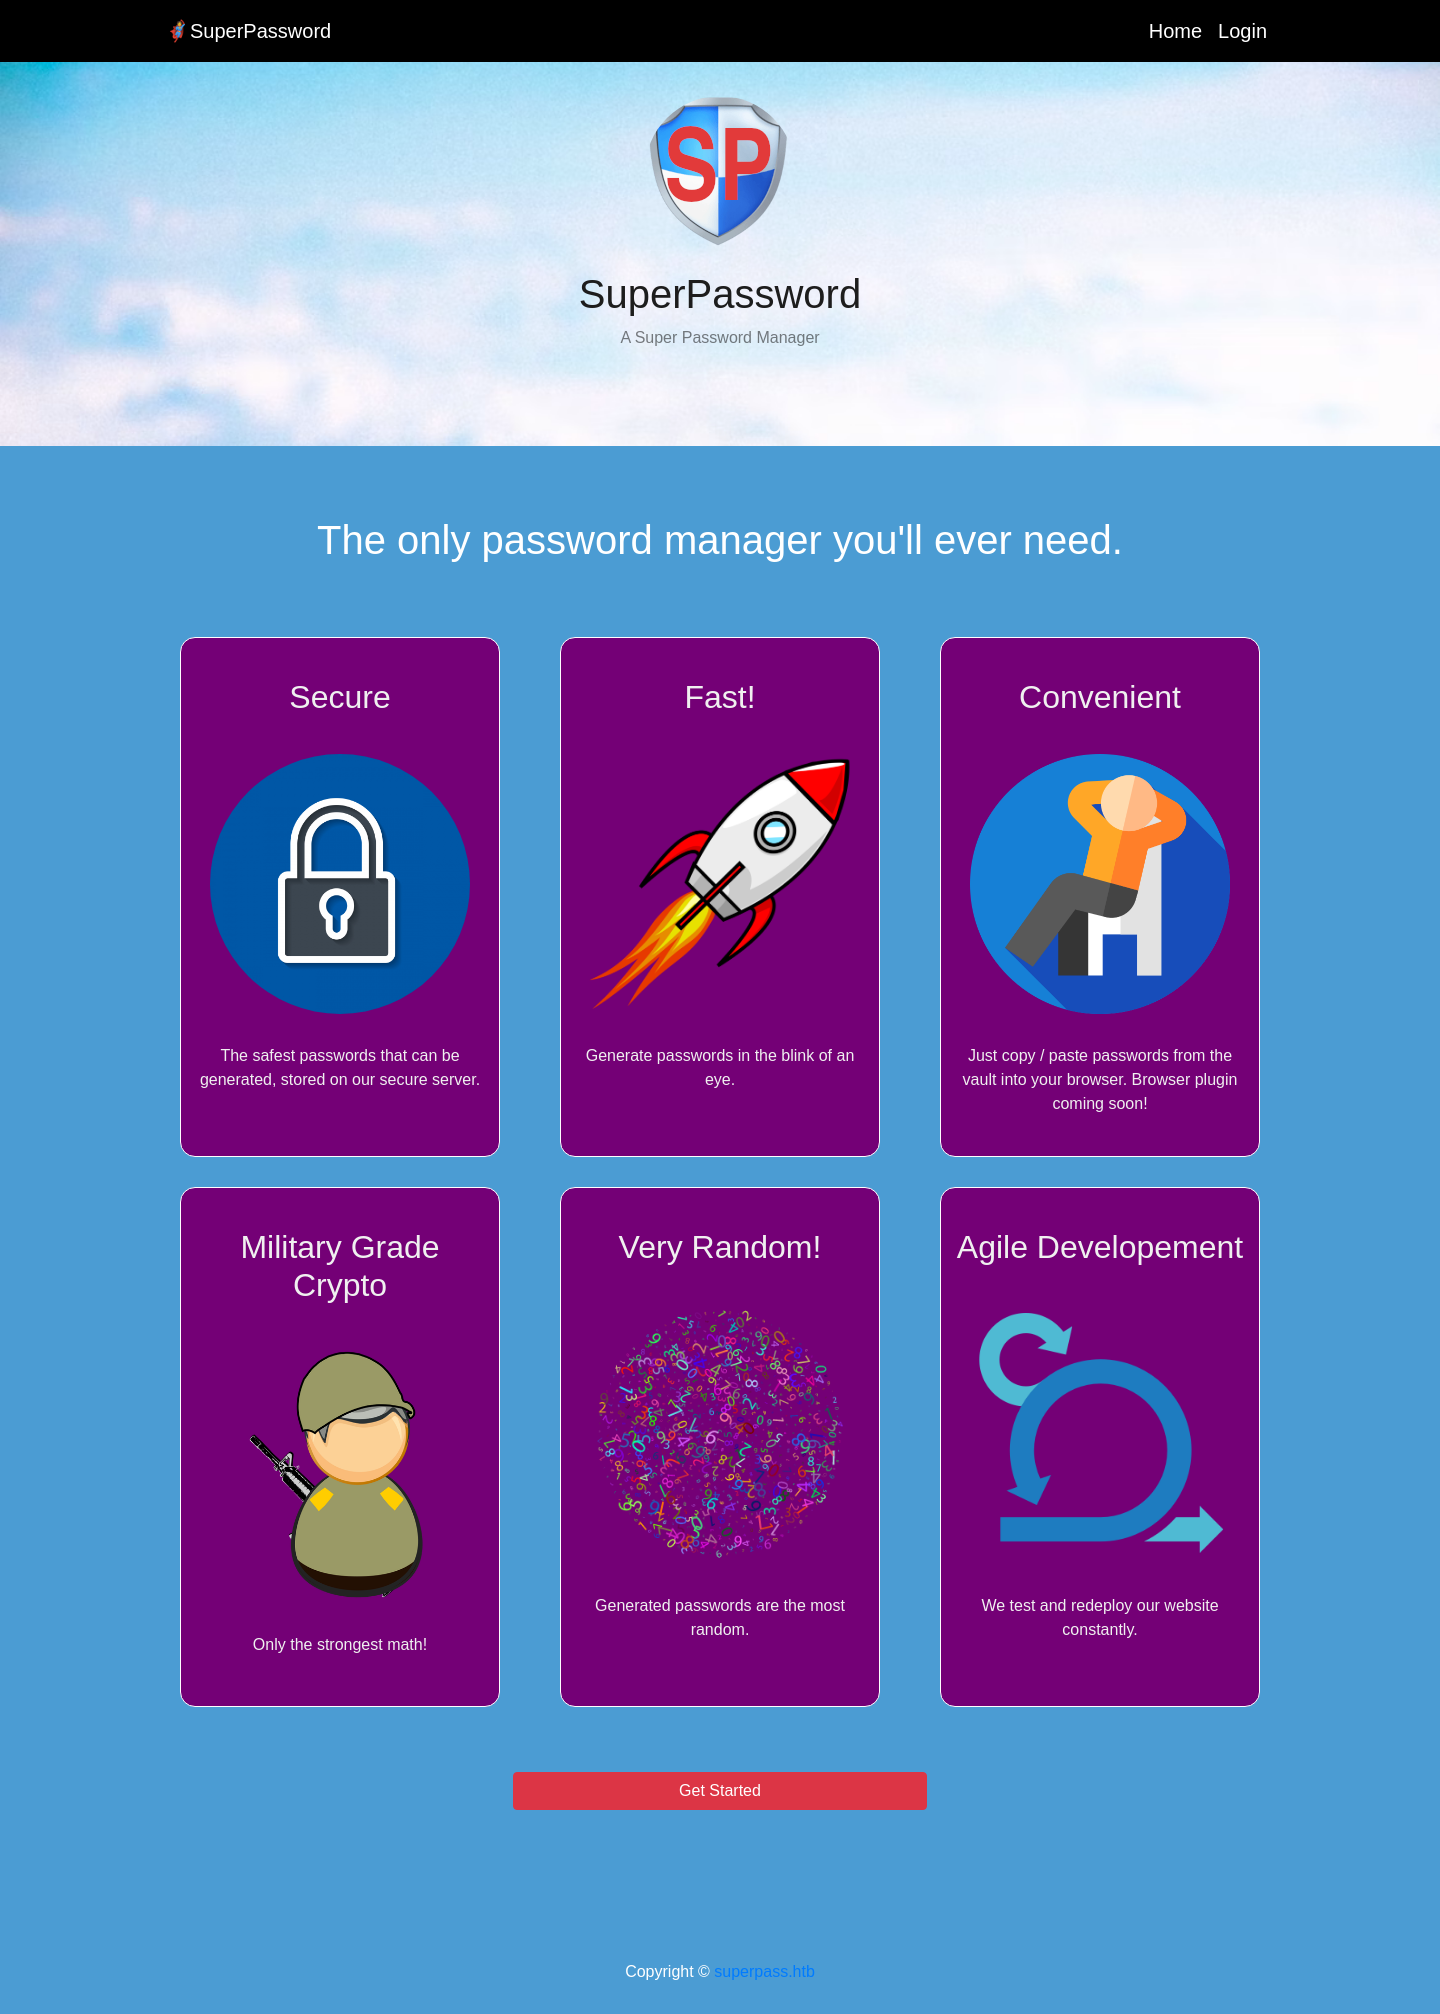 SuperPassword
Home Login
SP
SuperPassword
A Super Password Manager
The only password manager you'll ever need.
Secure
The safest passwords that can be
generated, stored on our secure server.
Fast!
Generate passwords in the blink of an
eye.
Convenient
Just copy / paste passwords from the
vault into your browser. Browser plugin
coming soon!
Military Grade
Crypto
Only the strongest math!
Very Random!
Generated passwords are the most
random.
Agile Developement
We test and redeploy our website
constantly.
Get Started
Copyright © superpass.htb